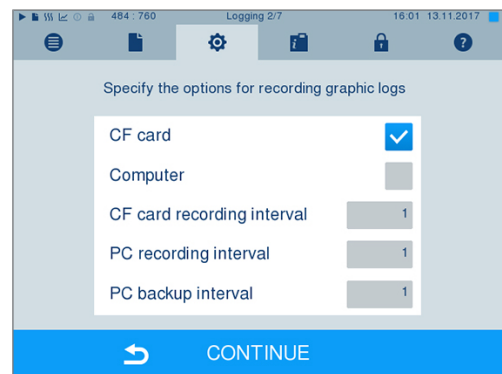 484 : 760 Logging 2/7 16:01 13.11.2017
Specify the options for recording graphic logs
CF card
Computer
CF card recording interval 1
PC recording interval 1
PC backup interval 1
CONTINUE